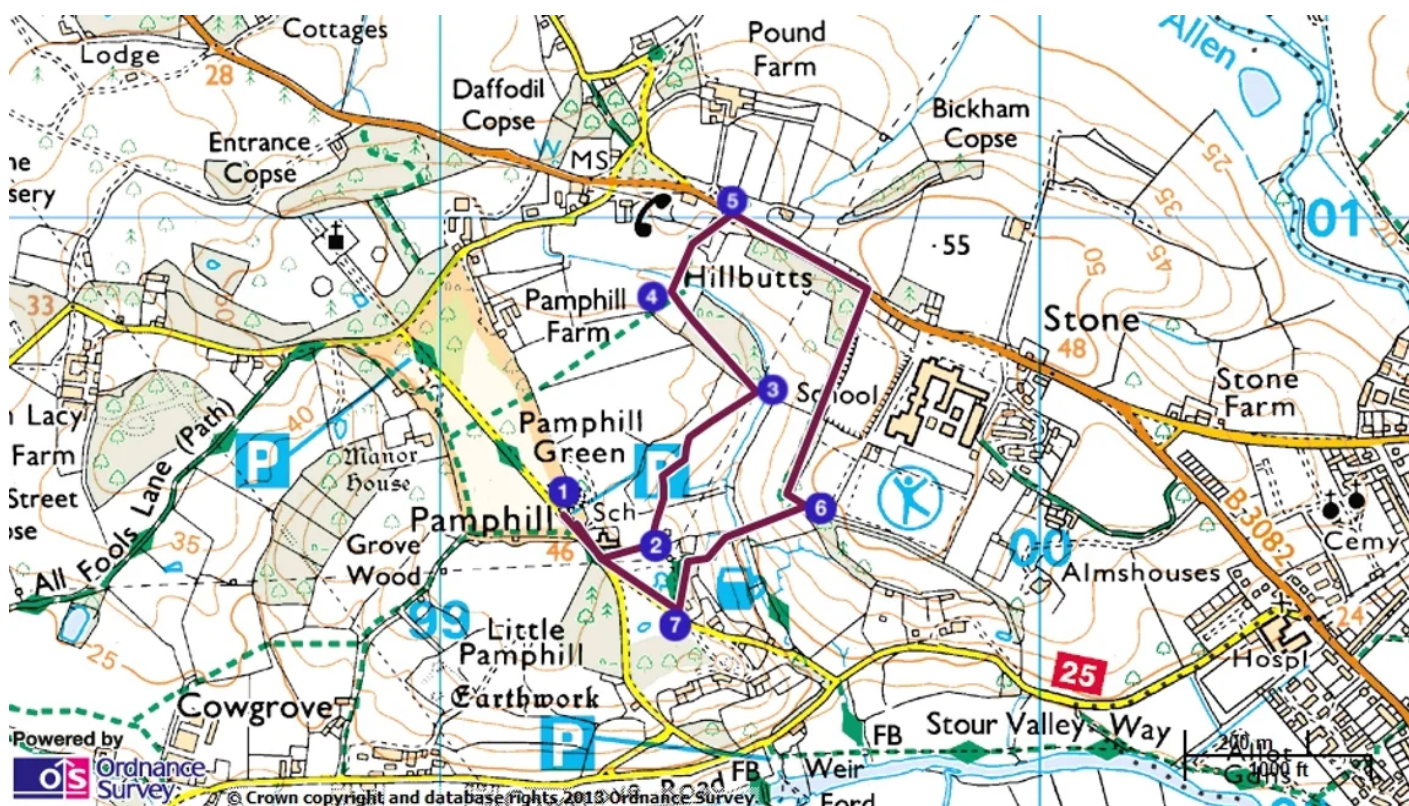 Cottages
Lodge
28
Pound
Farm
Allen
Daffodil
Copse
Bickham
Copse
25
35
45
50
Entrance
Copse
W
MS
ne
sery
5
01
55
33
Hillbutts
4
Pamphill
Farm
Stone
48
3
School
Stone
Farm
n Lacy
Farm
Street
All Fools Lane (Path)
40
P
Manor
House
Pamphill
Green
P
1
Sch
6
Pamphill
46
2
Grove
Wood
35
00
B 3082
Cemy
Almshouses
99
24
7
Little
Pamphill
25
25
Hospl
Cowgrove
Earthwork
P
FB
Stour Valley Way
Powered by
OS Ordnance
Survey
FB
Weir
Road
Ford
200 m
1000 ft
© Crown copyright and database rights 2013 Ordnance Survey.